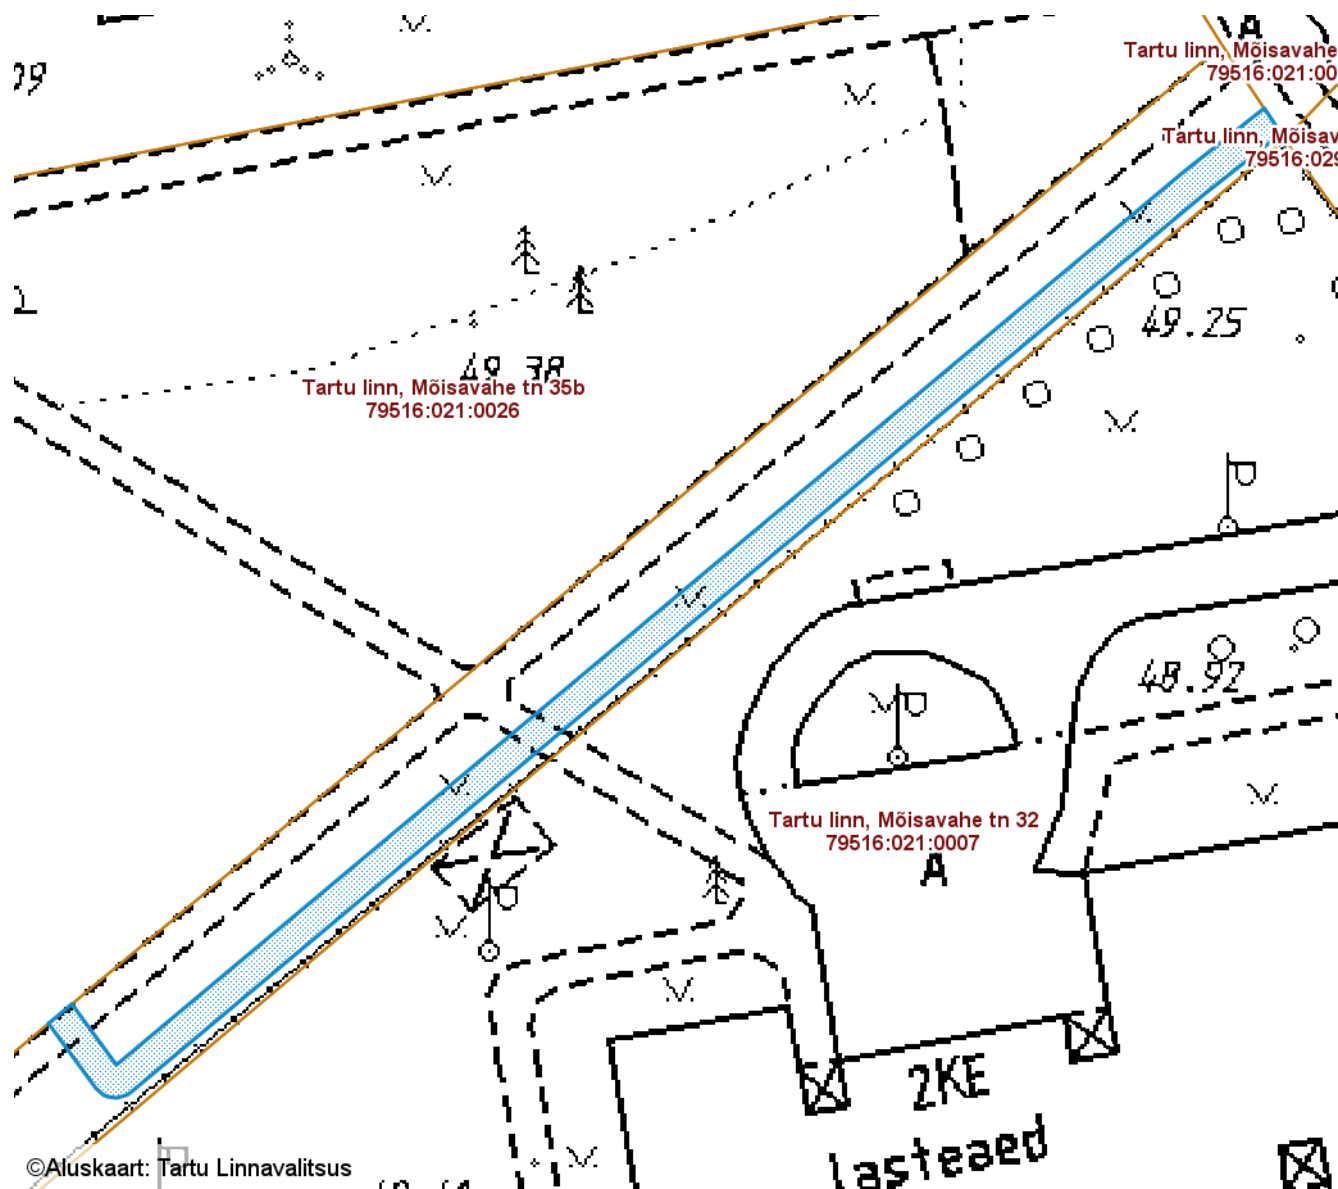 A
Tartu linn, Mõisavahe
79516:021:00
Tartu linn, Mõisav
79516:029
49.25
49.38
Tartu linn, Mõisavahe tn 35b
79516:021:0026
48.92
Tartu linn, Mõisavahe tn 32
79516:021:0007
A
2KE
lasteaed
©Aluskaart: Tartu Linnavalitsus